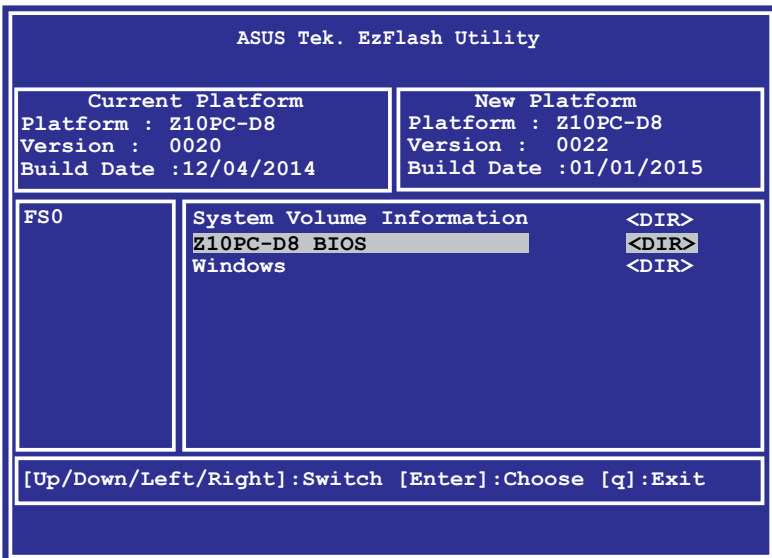 ASUS Tek. EzFlash Utility
Current Platform
Platform : Z10PC-D8
Version : 0020
Build Date :12/04/2014
New Platform
Platform : Z10PC-D8
Version : 0022
Build Date :01/01/2015
FS0
System Volume Information <DIR>
Z10PC-D8 BIOS <DIR>
Windows <DIR>
[Up/Down/Left/Right]:Switch [Enter]:Choose [q]:Exit